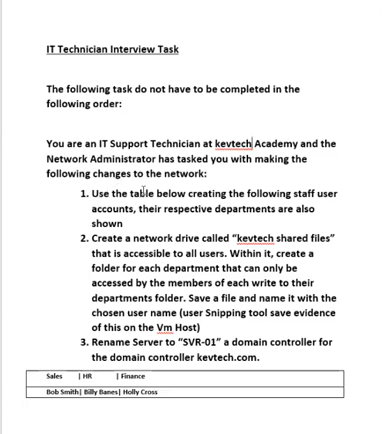 IT Technician Interview Task
The following task do not have to be completed in the
following order:
You are an IT Support Technician at kevtech Academy and the
Network Administrator has tasked you with making the
following changes to the network:
1. Use the table below creating the following staff user
accounts, their respective departments are also
shown
2. Create a network drive called “kevtech shared files”
that is accessible to all users. Within it, create a
folder for each department that can only be
accessed by the members of each write to their
departments folder. Save a file and name it with the
chosen user name (user Snipping tool save evidence
of this on the Vm Host)
3. Rename Server to “SVR-01” a domain controller for
the domain controller kevtech.com.
Sales | HR | Finance
Bob Smith| Billy Banes| Holly Cross